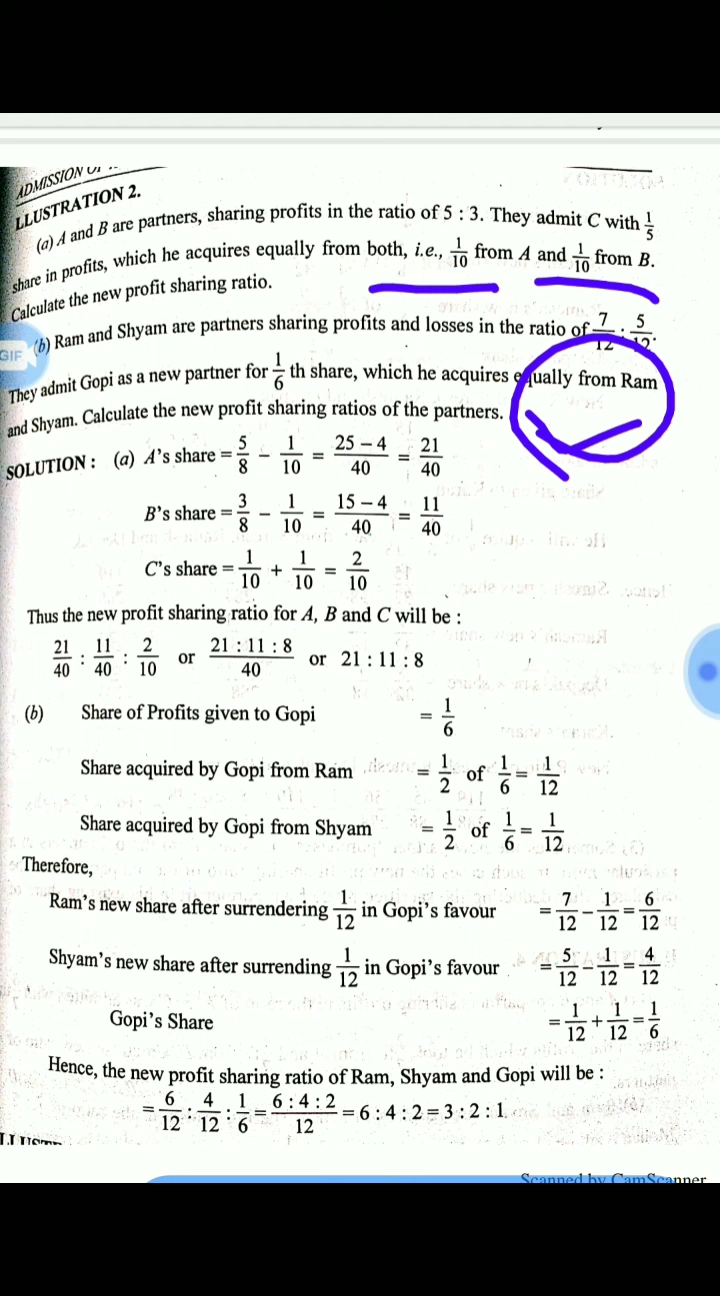 ADMISSION
LLUSTRATION 2.
(a) A and B are partners, sharing profits in the ratio of 5 : 3. They admit C with 1/5
share in profits, which he acquires equally from both, i.e., 1/10 from A and 1/10 from B.
Calculate the new profit sharing ratio.
GIF
(b) Ram and Shyam are partners sharing profits and losses in the ratio of 7/12 : 5/12.
They admit Gopi as a new partner for 1/6 th share, which he acquires equally from Ram
and Shyam. Calculate the new profit sharing ratios of the partners.
SOLUTION : (a) A's share = 5/8 − 1/10 = 25 − 4/40 = 21/40
B's share = 3/8 − 1/10 = 15 − 4/40 = 11/40
C's share = 1/10 + 1/10 = 2/10
Thus the new profit sharing ratio for A, B and C will be :
21/40 : 11/40 : 2/10 or 21 : 11 : 8/40 or 21 : 11 : 8
(b) Share of Profits given to Gopi = 1/6
Share acquired by Gopi from Ram = 1/2 of 1/6 = 1/12
Share acquired by Gopi from Shyam = 1/2 of 1/6 = 1/12
Therefore,
Ram's new share after surrendering 1/12 in Gopi's favour = 7/12 − 1/12 = 6/12
Shyam's new share after surrending 1/12 in Gopi's favour = 5/12 − 1/12 = 4/12
Gopi's Share = 1/12 + 1/12 = 1/6
Hence, the new profit sharing ratio of Ram, Shyam and Gopi will be :
= 6/12 : 4/12 : 1/6 = 6 : 4 : 2/12 = 6 : 4 : 2 = 3 : 2 : 1
Scanned by CamScanner